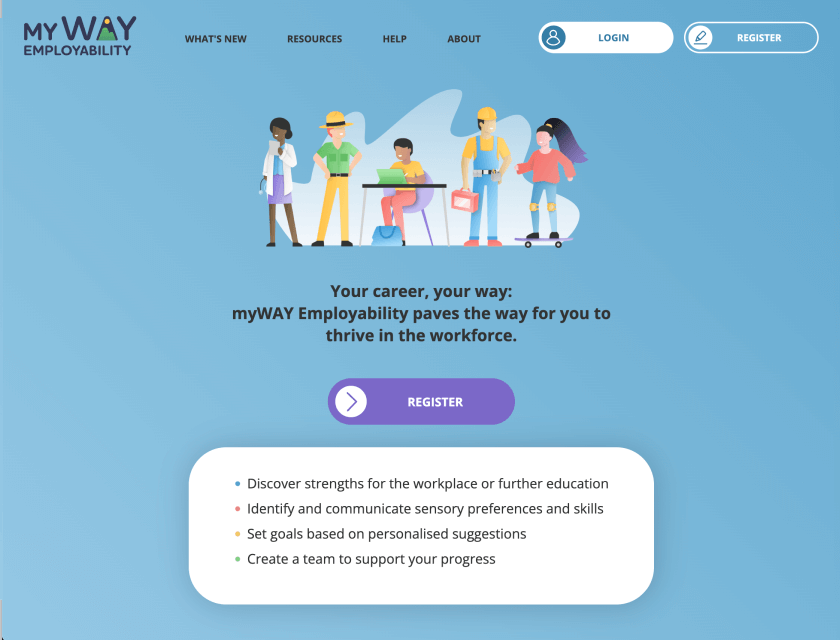 MY WAY
EMPLOYABILITY
WHAT'S NEW
RESOURCES
HELP
ABOUT
LOGIN
REGISTER
Your career, your way:
myWAY Employability paves the way for you to
thrive in the workforce.
REGISTER
Discover strengths for the workplace or further education
Identify and communicate sensory preferences and skills
Set goals based on personalised suggestions
Create a team to support your progress